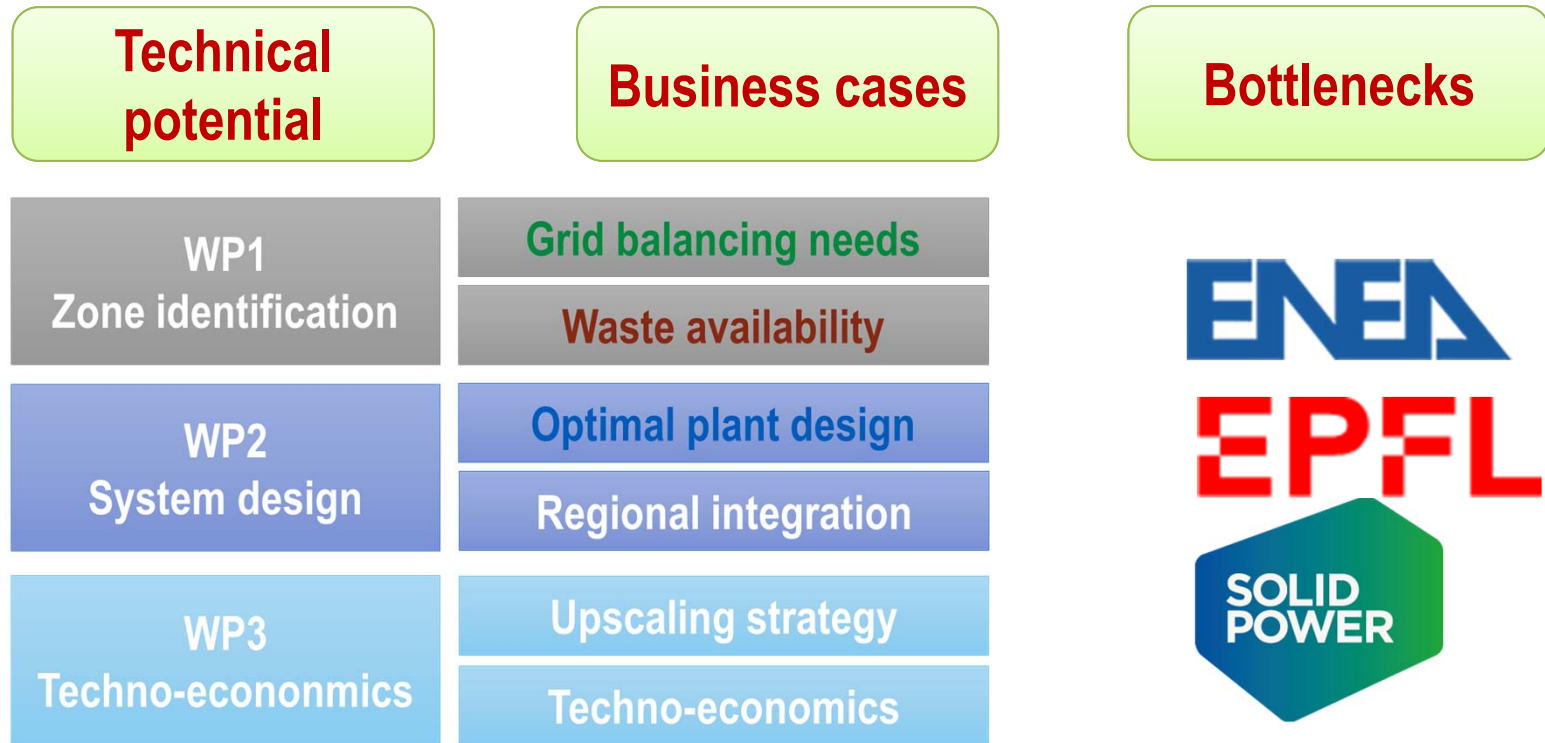 Technical
potential
Business cases
Bottlenecks
WP1
Zone identification
Grid balancing needs
Waste availability
WP2
System design
Optimal plant design
Regional integration
WP3
Techno-econonmics
Upscaling strategy
Techno-economics
ENEA
EPFL
SOLID
POWER